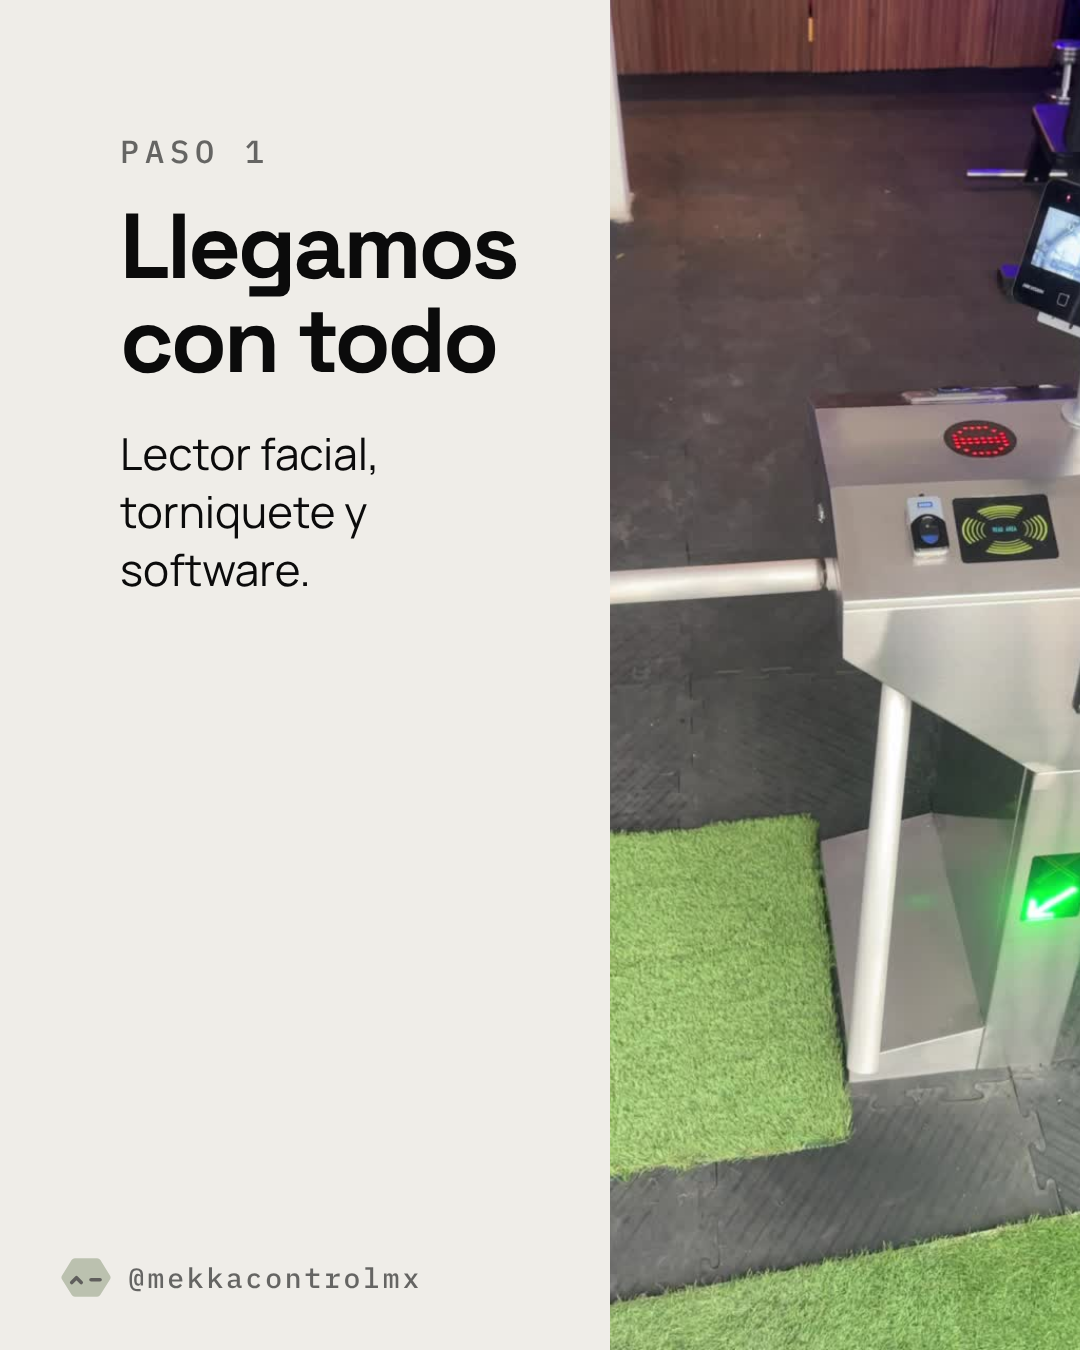 PASO 1
Llegamos
con todo
Lector facial,
torniquete y
software.
@mekkacontrolmx